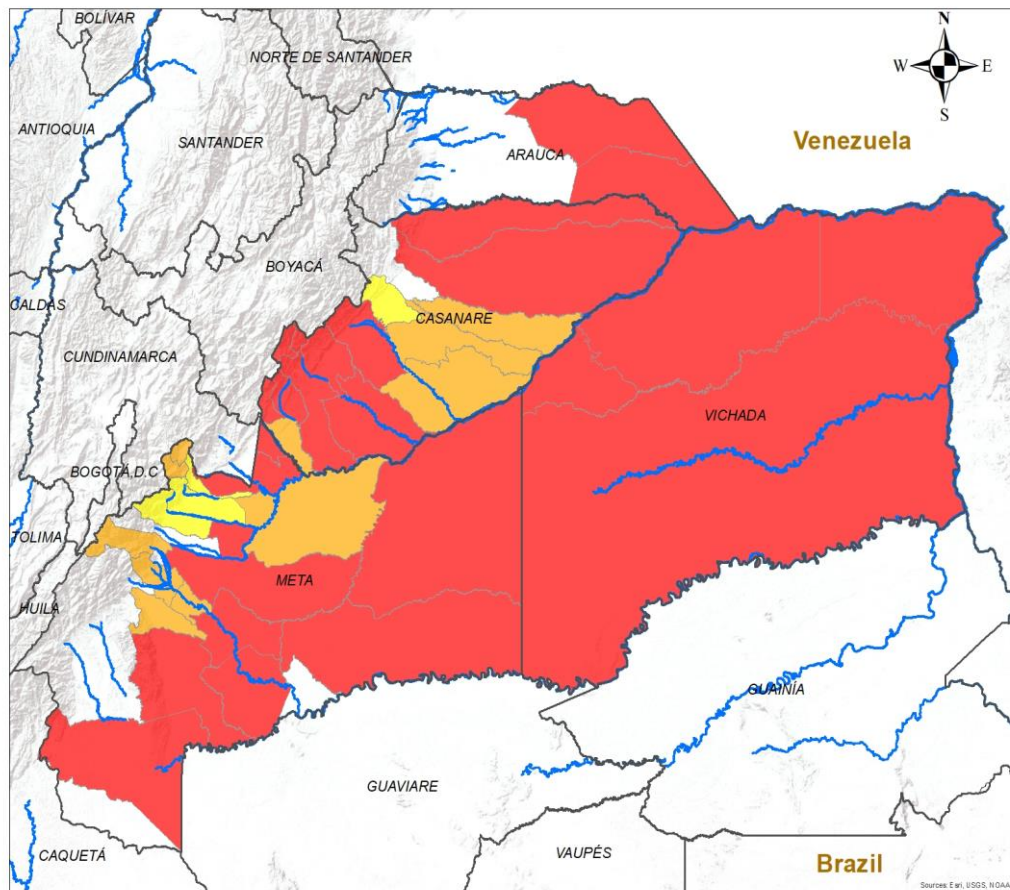 BOLÍVAR
N
NORTE DE SANTANDER
W
E
S
ANTIOQUIA
SANTANDER
Venezuela
ARAUCA
BOYACÁ
CALDAS
CASANARE
CUNDINAMARCA
VICHADA
BOGOTÁ D.C
TOLIMA
META
HUILA
GUAINÍA
GUAVIARE
VAUPÉS
CAQUETÁ
Brazil
Sources: Esri, USGS, NOAA